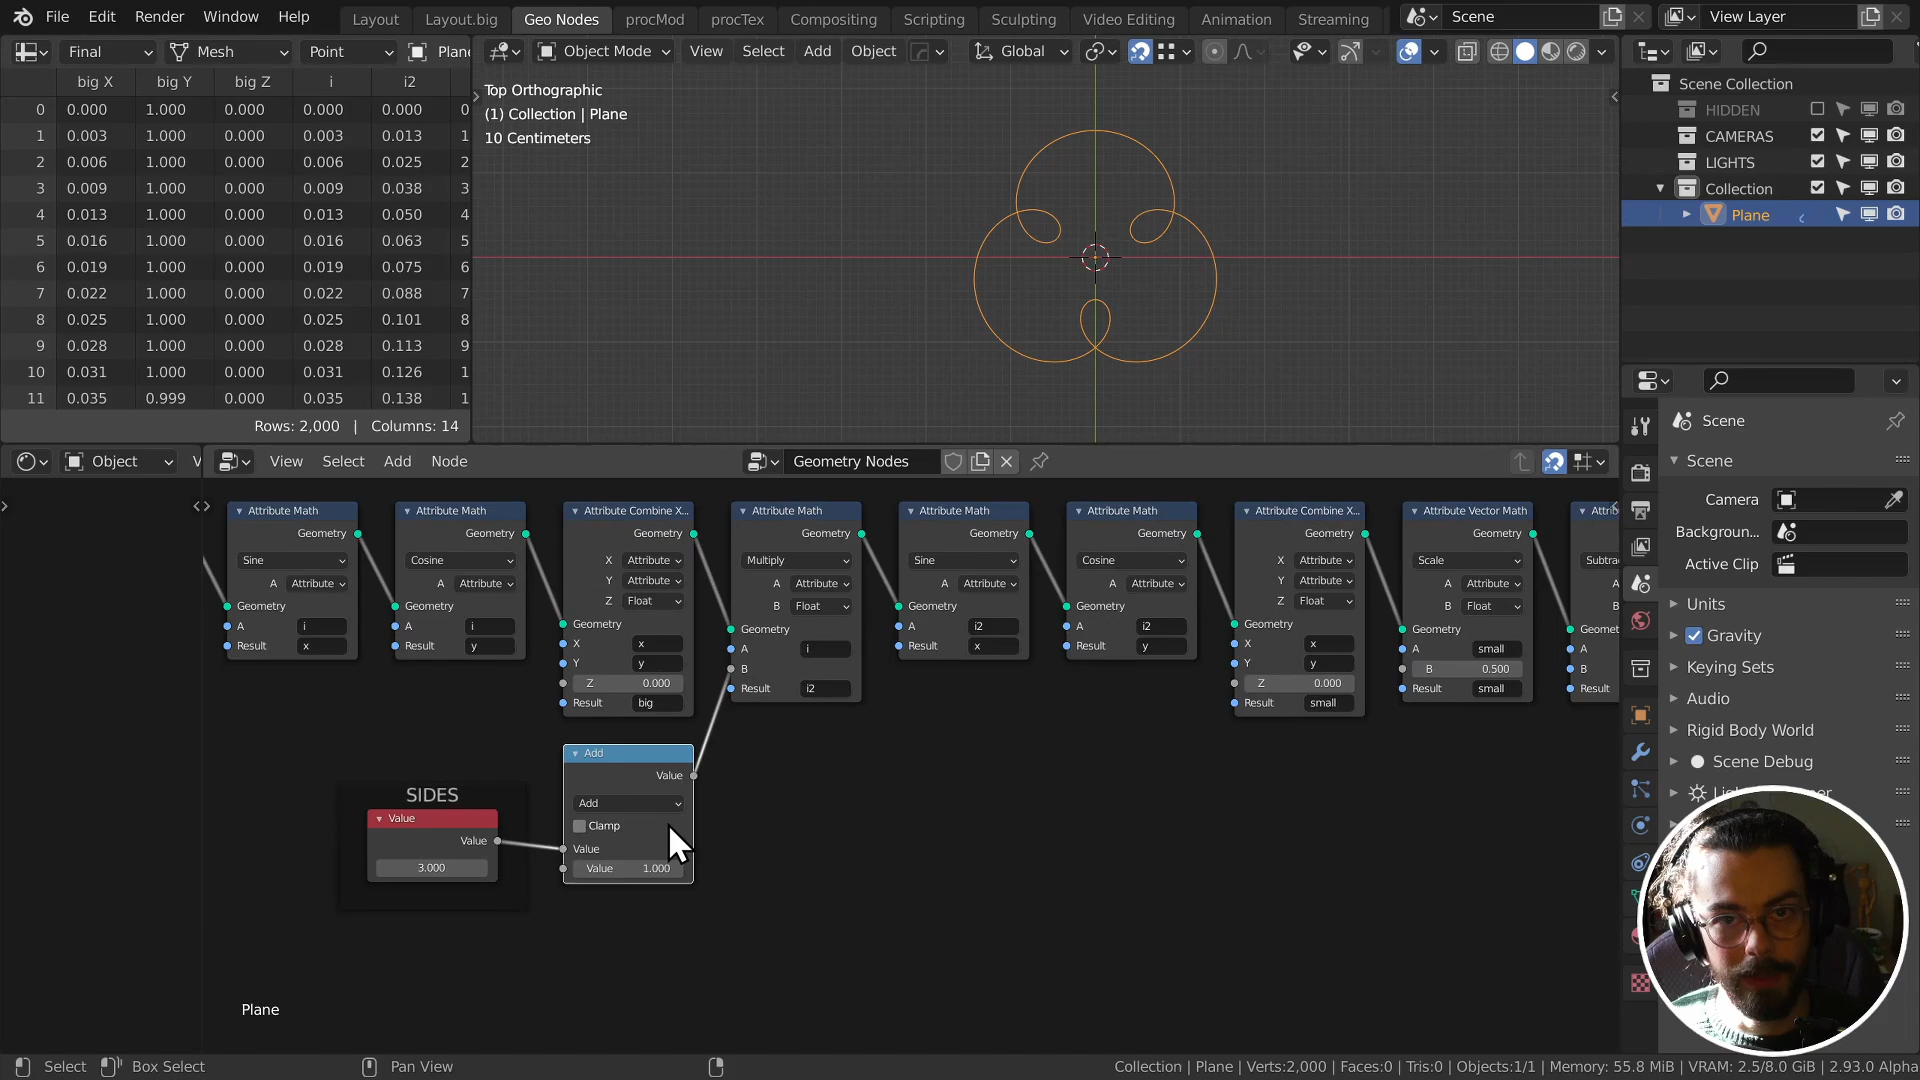 File Edit Render Window Help Layout Layout.big Geo Nodes procMod procTex Compositing Scripting Sculpting Video Editing Animation Streaming Scene View Layer
Final Mesh Point Plane
big X big Y big Z i i2
0 0.000 1.000 0.000 0.000 0.000 0
1 0.003 1.000 0.000 0.003 0.013 1
2 0.006 1.000 0.000 0.006 0.025 2
3 0.009 1.000 0.000 0.009 0.038 3
4 0.013 1.000 0.000 0.013 0.050 4
5 0.016 1.000 0.000 0.016 0.063 5
6 0.019 1.000 0.000 0.019 0.075 6
7 0.022 1.000 0.000 0.022 0.088 7
8 0.025 1.000 0.000 0.025 0.101 8
9 0.028 1.000 0.000 0.028 0.113 9
10 0.031 1.000 0.000 0.031 0.126 1
11 0.035 0.999 0.000 0.035 0.138 1
Rows: 2,000 | Columns: 14
Object Mode View Select Add Object Global
Top Orthographic
(1) Collection | Plane
10 Centimeters
Scene Collection
HIDDEN
CAMERAS
LIGHTS
Collection
Plane
Object V
View Select Add Node Geometry Nodes
Attribute Math
Geometry
Sine
A Attribute
Geometry
A i
Result x
Attribute Math
Geometry
Cosine
A Attribute
Geometry
A i
Result y
Attribute Combine X...
Geometry
X Attribute
Y Attribute
Z Float
Geometry
X x
Y y
Z 0.000
Result big
Attribute Math
Geometry
Multiply
A Attribute
B Float
Geometry
A i
B
Result i2
Attribute Math
Geometry
Sine
A Attribute
Geometry
A i2
Result x
Attribute Math
Geometry
Cosine
A Attribute
Geometry
A i2
Result y
Attribute Combine X...
Geometry
X Attribute
Y Attribute
Z Float
Geometry
X x
Y y
Z 0.000
Result small
Attribute Vector Math
Geometry
Scale
A Attribute
B Float
Geometry
A small
B 0.500
Result small
Attrib
Subtrac
A
B
Geomet
A
B
Result
SIDES
Value
Value
3.000
Add
Value
Add
Clamp
Value
Value 1.000
Plane
Scene
Scene
Camera
Backgroun...
Active Clip
Units
Gravity
Keying Sets
Audio
Rigid Body World
Scene Debug
Select Box Select Pan View
Collection | Plane | Verts:2,000 | Faces:0 | Tris:0 | Objects:1/1 | Memory: 55.8 MiB | VRAM: 2.5/8.0 GiB | 2.93.0 Alpha